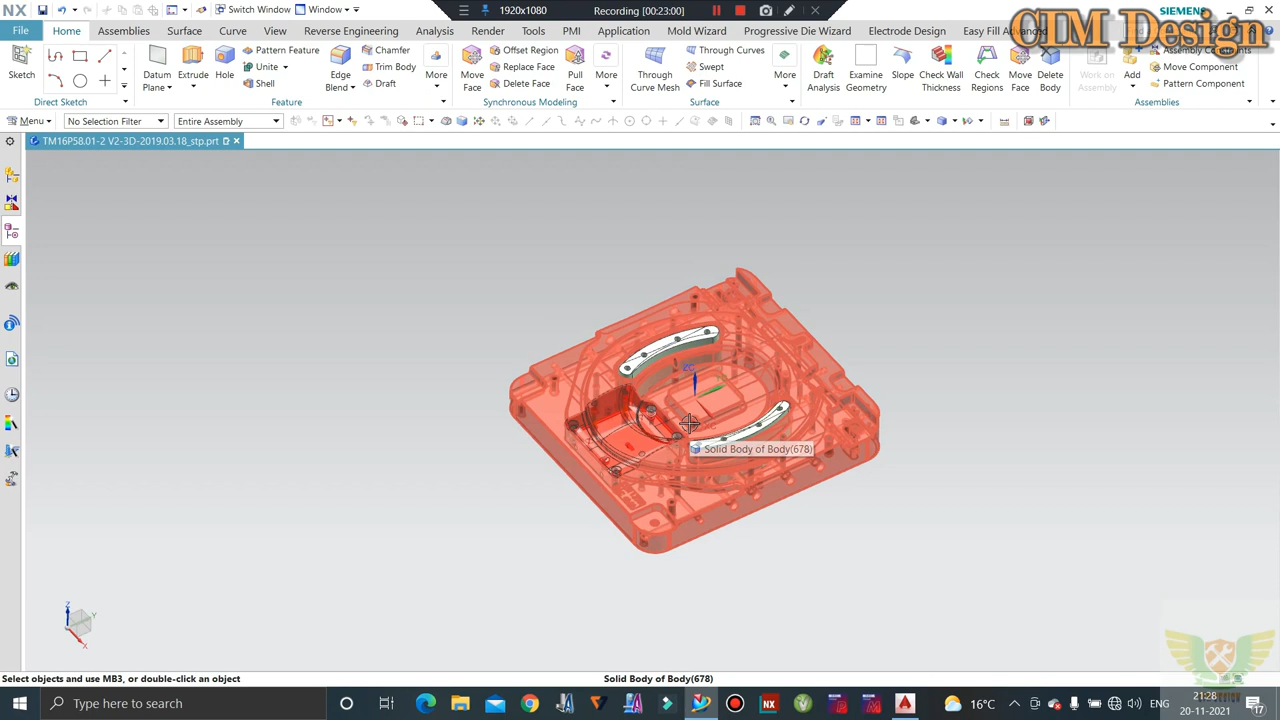 NX
Switch Window
Window
1920x1080
Recording [00:23:00]
SIEMENS
CIM Design
File
Home
Assemblies
Surface
Curve
View
Reverse Engineering
Analysis
Render
Tools
PMI
Application
Mold Wizard
Progressive Die Wizard
Electrode Design
Easy Fill Advanced
Sketch
Datum Plane
Extrude
Hole
Pattern Feature
Unite
Shell
Edge Blend
Chamfer
Trim Body
Draft
More
Move Face
Offset Region
Replace Face
Delete Face
Pull Face
More
Through Curve Mesh
Through Curves
Swept
Fill Surface
More
Draft Analysis
Examine Geometry
Slope
Check Wall Thickness
Check Regions
Move Face
Delete Body
Work on Assembly
Add
Assembly Constraints
Move Component
Pattern Component
Direct Sketch
Feature
Synchronous Modeling
Surface
Assemblies
Menu
No Selection Filter
Entire Assembly
TM16P58.01-2 V2-3D-2019.03.18_stp.prt
ZC
Solid Body of Body(678)
Z
Y
X
Select objects and use MB3, or double-click an object
Solid Body of Body(678)
Type here to search
NX
16°C
ENG
21:28
20-11-2021
17